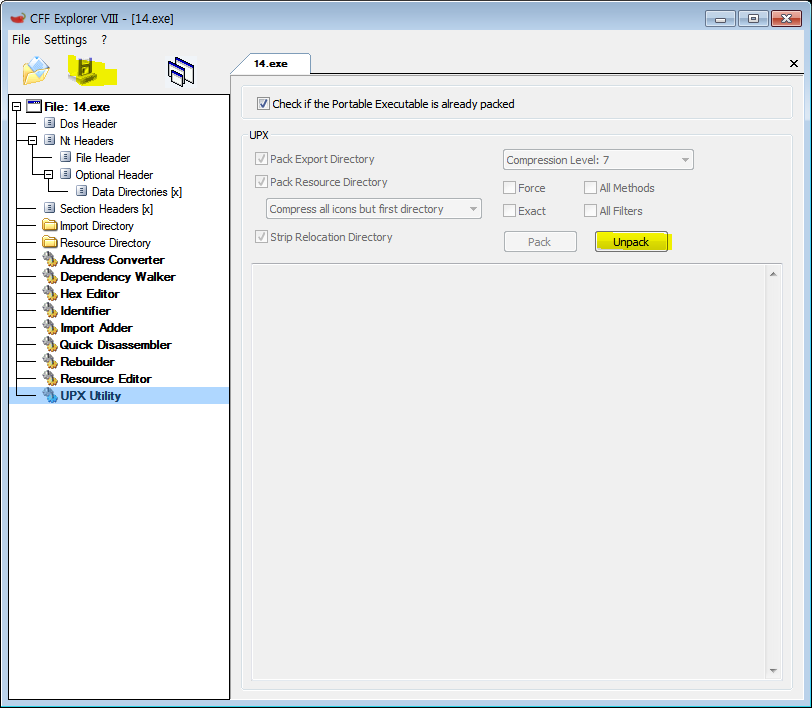 CFF Explorer VIII - [14.exe]
File Settings ?
14.exe
File: 14.exe
Dos Header
Nt Headers
File Header
Optional Header
Data Directories [x]
Section Headers [x]
Import Directory
Resource Directory
Address Converter
Dependency Walker
Hex Editor
Identifier
Import Adder
Quick Disassembler
Rebuilder
Resource Editor
UPX Utility
Check if the Portable Executable is already packed
UPX
Pack Export Directory
Compression Level: 7
Pack Resource Directory
Force
All Methods
Compress all icons but first directory
Exact
All Filters
Strip Relocation Directory
Pack
Unpack